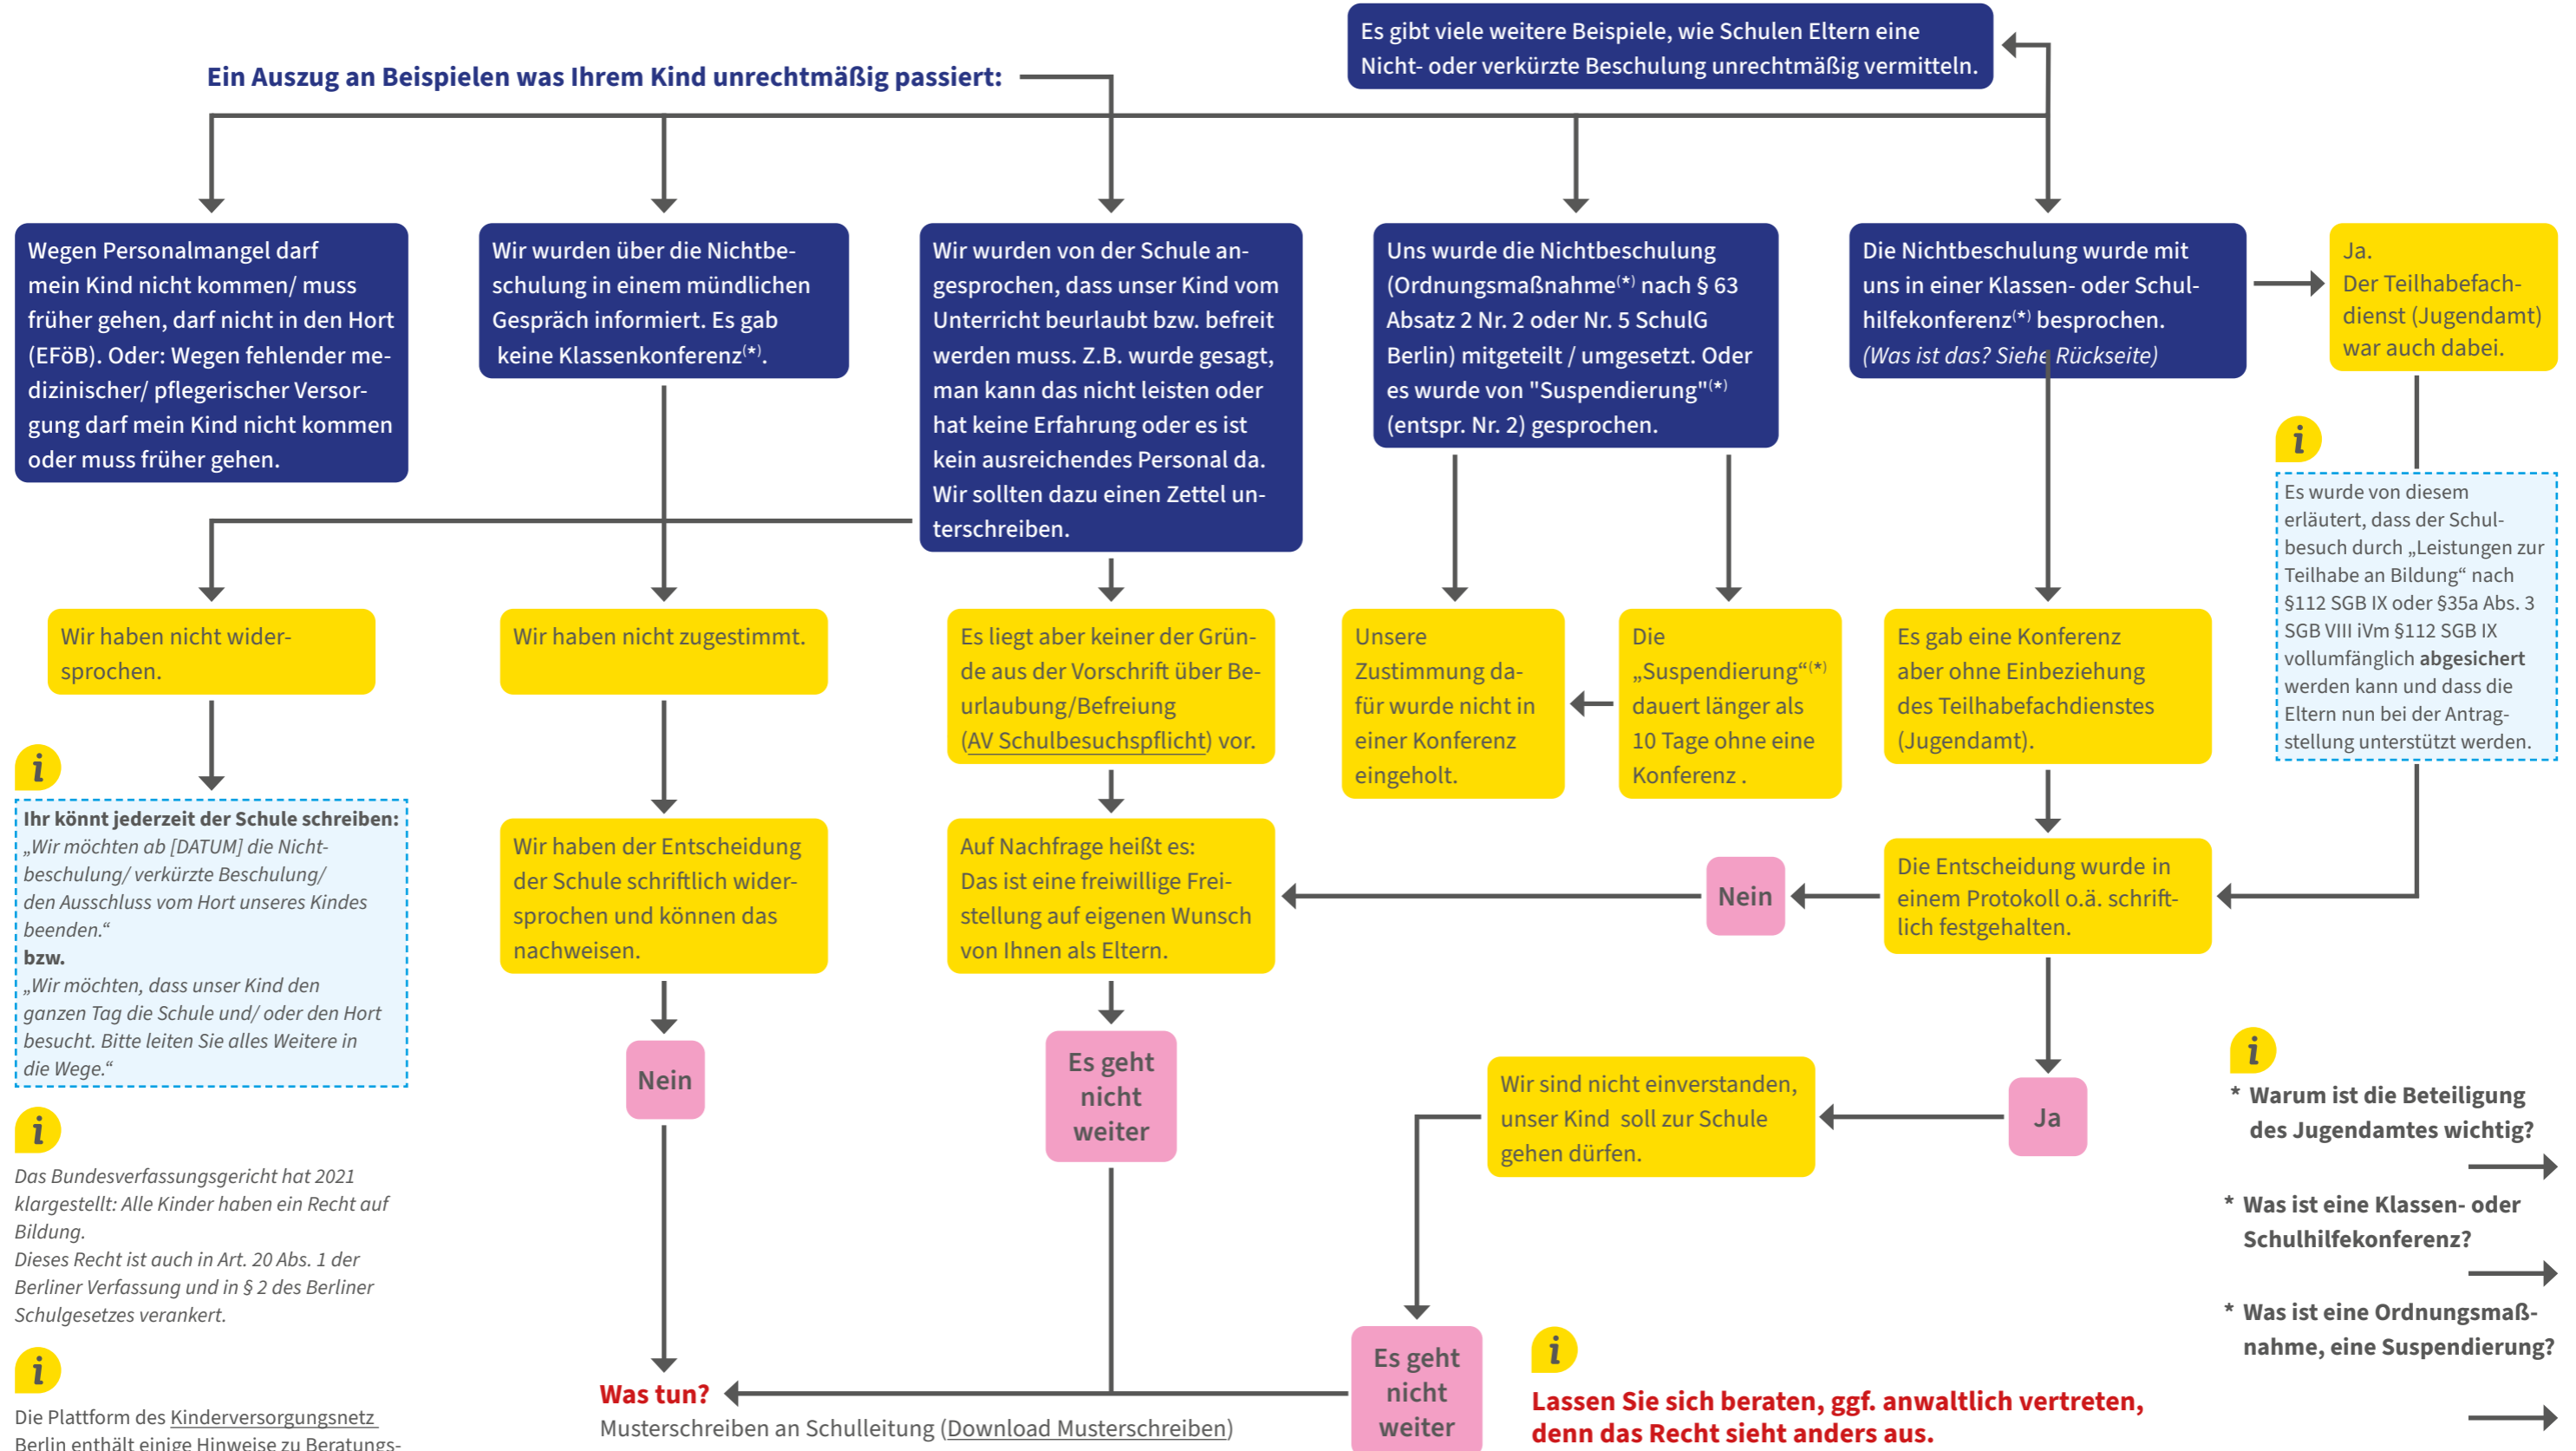 Es gibt viele weitere Beispiele, wie Schulen Eltern eine
Nicht- oder verkürzte Beschulung unrechtmäßig vermitteln.
Ein Auszug an Beispielen was Ihrem Kind unrechtmäßig passiert:
Wegen Personalmangel darf
mein Kind nicht kommen/ muss
früher gehen, darf nicht in den Hort
(EFöB). Oder: Wegen fehlender me-
dizinischer/ pflegerischer Versor-
gung darf mein Kind nicht kommen
oder muss früher gehen.
Wir wurden über die Nichtbe-
schulung in einem mündlichen
Gespräch informiert. Es gab
keine Klassenkonferenz(*).
Wir wurden von der Schule an-
gesprochen, dass unser Kind vom
Unterricht beurlaubt bzw. befreit
werden muss. Z.B. wurde gesagt,
man kann das nicht leisten oder
hat keine Erfahrung oder es ist
kein ausreichendes Personal da.
Wir sollten dazu einen Zettel un-
terschreiben.
Uns wurde die Nichtbeschulung
(Ordnungsmaßnahme(*) nach § 63
Absatz 2 Nr. 2 oder Nr. 5 SchulG
Berlin) mitgeteilt / umgesetzt. Oder
es wurde von "Suspendierung"(*)
(entspr. Nr. 2) gesprochen.
Die Nichtbeschulung wurde mit
uns in einer Klassen- oder Schul-
hilfekonferenz(*) besprochen.
(Was ist das? Siehe Rückseite)
Ja.
Der Teilhabefach-
dienst (Jugendamt)
war auch dabei.
i
Es wurde von diesem
erläutert, dass der Schul-
besuch durch „Leistungen zur
Teilhabe an Bildung“ nach
§112 SGB IX oder §35a Abs. 3
SGB VIII iVm §112 SGB IX
vollumfänglich abgesichert
werden kann und dass die
Eltern nun bei der Antrag-
stellung unterstützt werden.
Wir haben nicht wider-
sprochen.
Wir haben nicht zugestimmt.
Es liegt aber keiner der Grün-
de aus der Vorschrift über Be-
urlaubung/Befreiung
(AV Schulbesuchspflicht) vor.
Unsere
Zustimmung da-
für wurde nicht in
einer Konferenz
eingeholt.
Die
„Suspendierung“(*)
dauert länger als
10 Tage ohne eine
Konferenz .
Es gab eine Konferenz
aber ohne Einbeziehung
des Teilhabefachdienstes
(Jugendamt).
i
Ihr könnt jederzeit der Schule schreiben:
„Wir möchten ab [DATUM] die Nicht-
beschulung/ verkürzte Beschulung/
den Ausschluss vom Hort unseres Kindes
beenden.“
bzw.
„Wir möchten, dass unser Kind den
ganzen Tag die Schule und/ oder den Hort
besucht. Bitte leiten Sie alles Weitere in
die Wege.“
Wir haben der Entscheidung
der Schule schriftlich wider-
sprochen und können das
nachweisen.
Auf Nachfrage heißt es:
Das ist eine freiwillige Frei-
stellung auf eigenen Wunsch
von Ihnen als Eltern.
Nein
Die Entscheidung wurde in
einem Protokoll o.ä. schrift-
lich festgehalten.
Nein
Es geht
nicht
weiter
Wir sind nicht einverstanden,
unser Kind soll zur Schule
gehen dürfen.
Ja
i
* Warum ist die Beteiligung
des Jugendamtes wichtig?
* Was ist eine Klassen- oder
Schulhilfekonferenz?
* Was ist eine Ordnungsmaß-
nahme, eine Suspendierung?
i
Das Bundesverfassungsgericht hat 2021
klargestellt: Alle Kinder haben ein Recht auf
Bildung.
Dieses Recht ist auch in Art. 20 Abs. 1 der
Berliner Verfassung und in § 2 des Berliner
Schulgesetzes verankert.
i
Die Plattform des Kinderversorgungsnetz
Berlin enthält einige Hinweise zu Beratungs-
Was tun?
Musterschreiben an Schulleitung (Download Musterschreiben)
Es geht
nicht
weiter
i
Lassen Sie sich beraten, ggf. anwaltlich vertreten,
denn das Recht sieht anders aus.